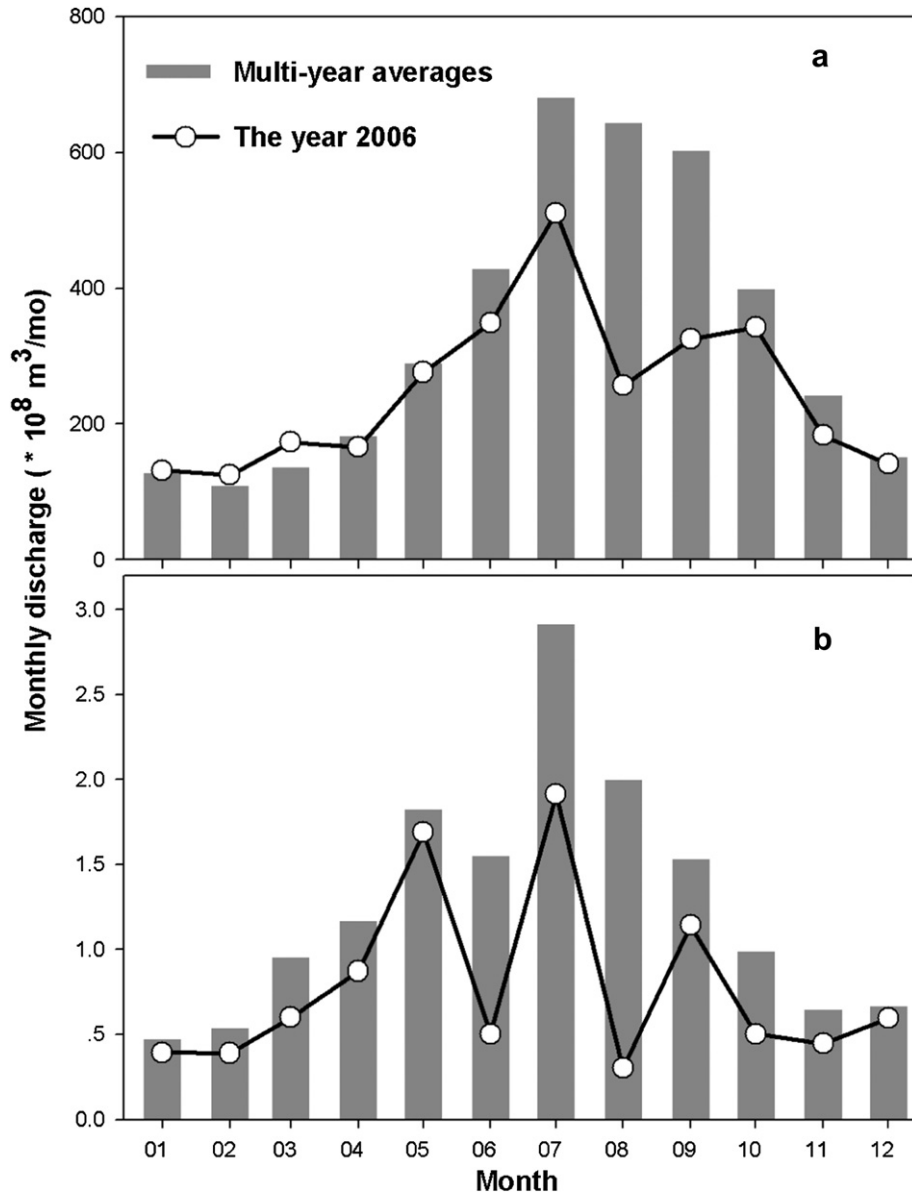 800
a
Multi-year averages
The year 2006
600
400
200
0
Monthly discharge ( * 10⁸ m³/mo)
b
3.0
2.5
2.0
1.5
1.0
.5
0.0
01 02 03 04 05 06 07 08 09 10 11 12
Month